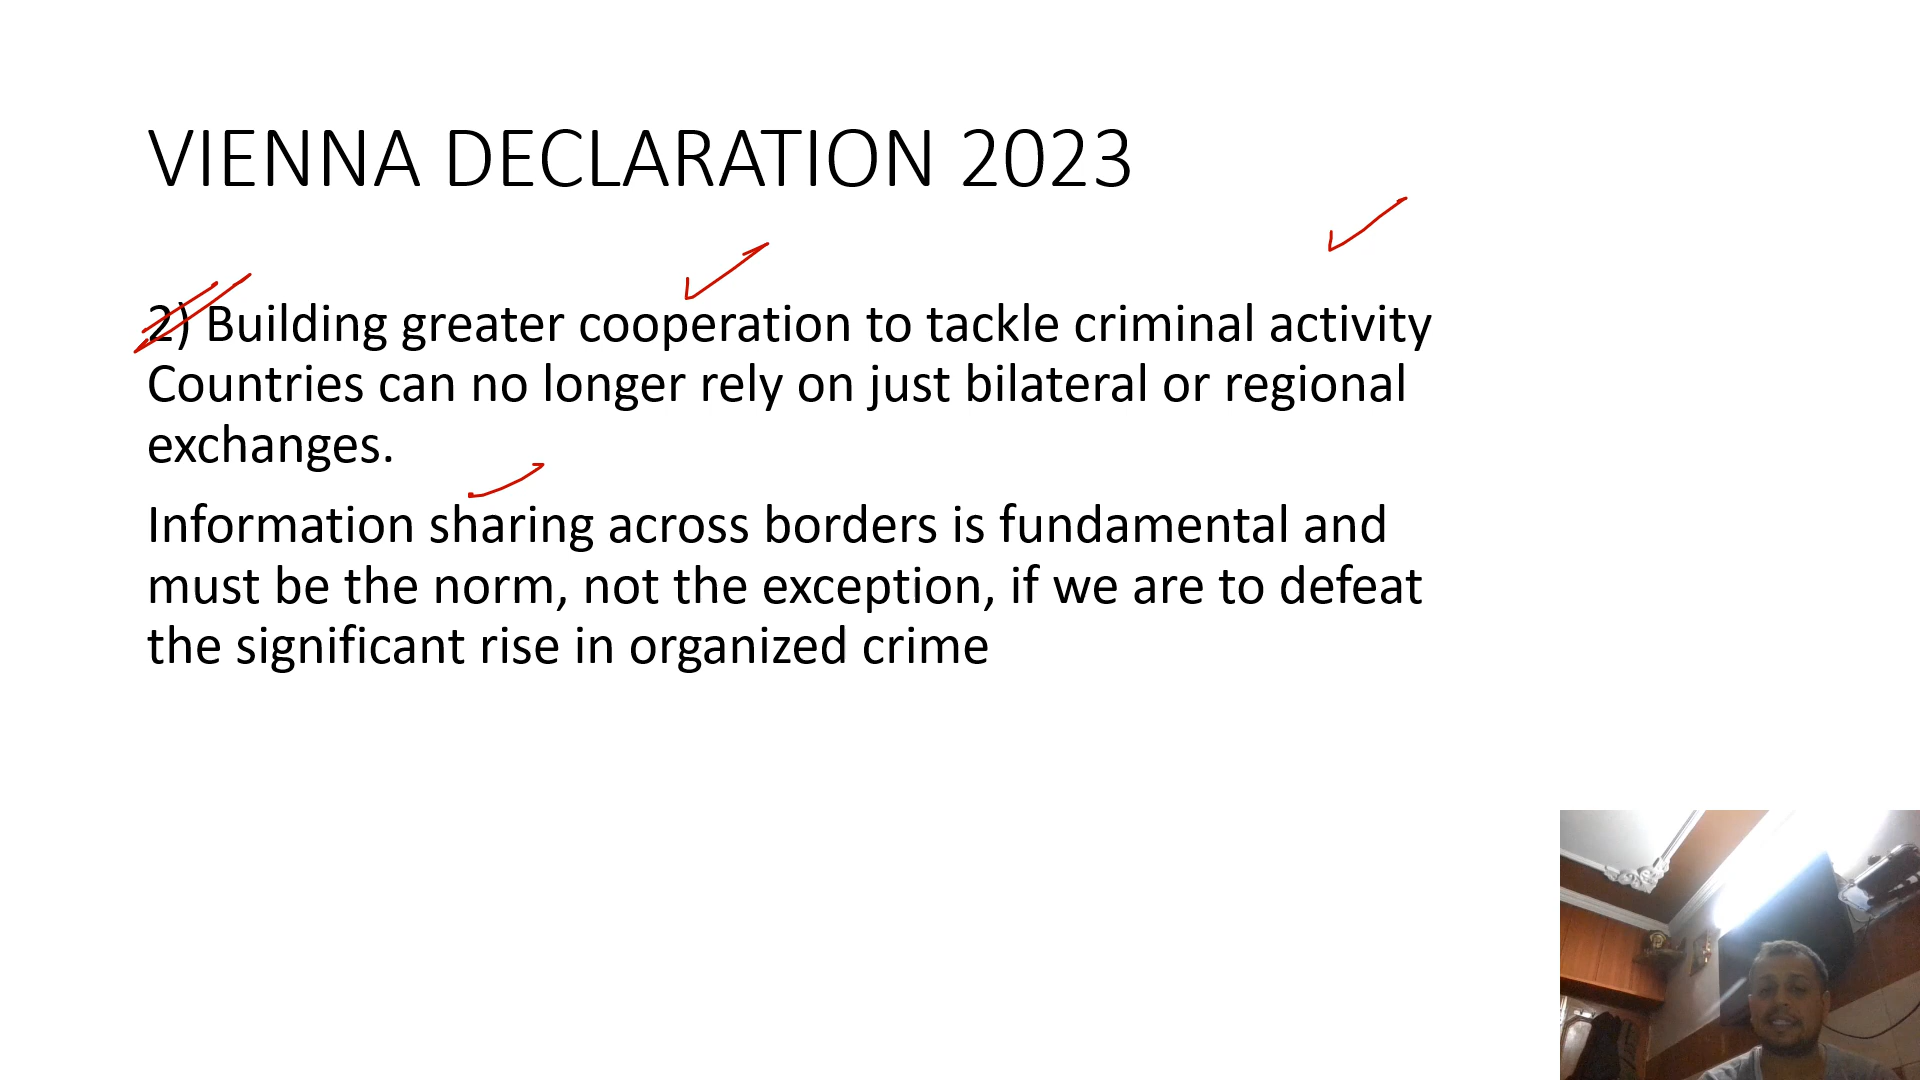 VIENNA DECLARATION 2023
2) Building greater cooperation to tackle criminal activity
Countries can no longer rely on just bilateral or regional
exchanges.
Information sharing across borders is fundamental and
must be the norm, not the exception, if we are to defeat
the significant rise in organized crime